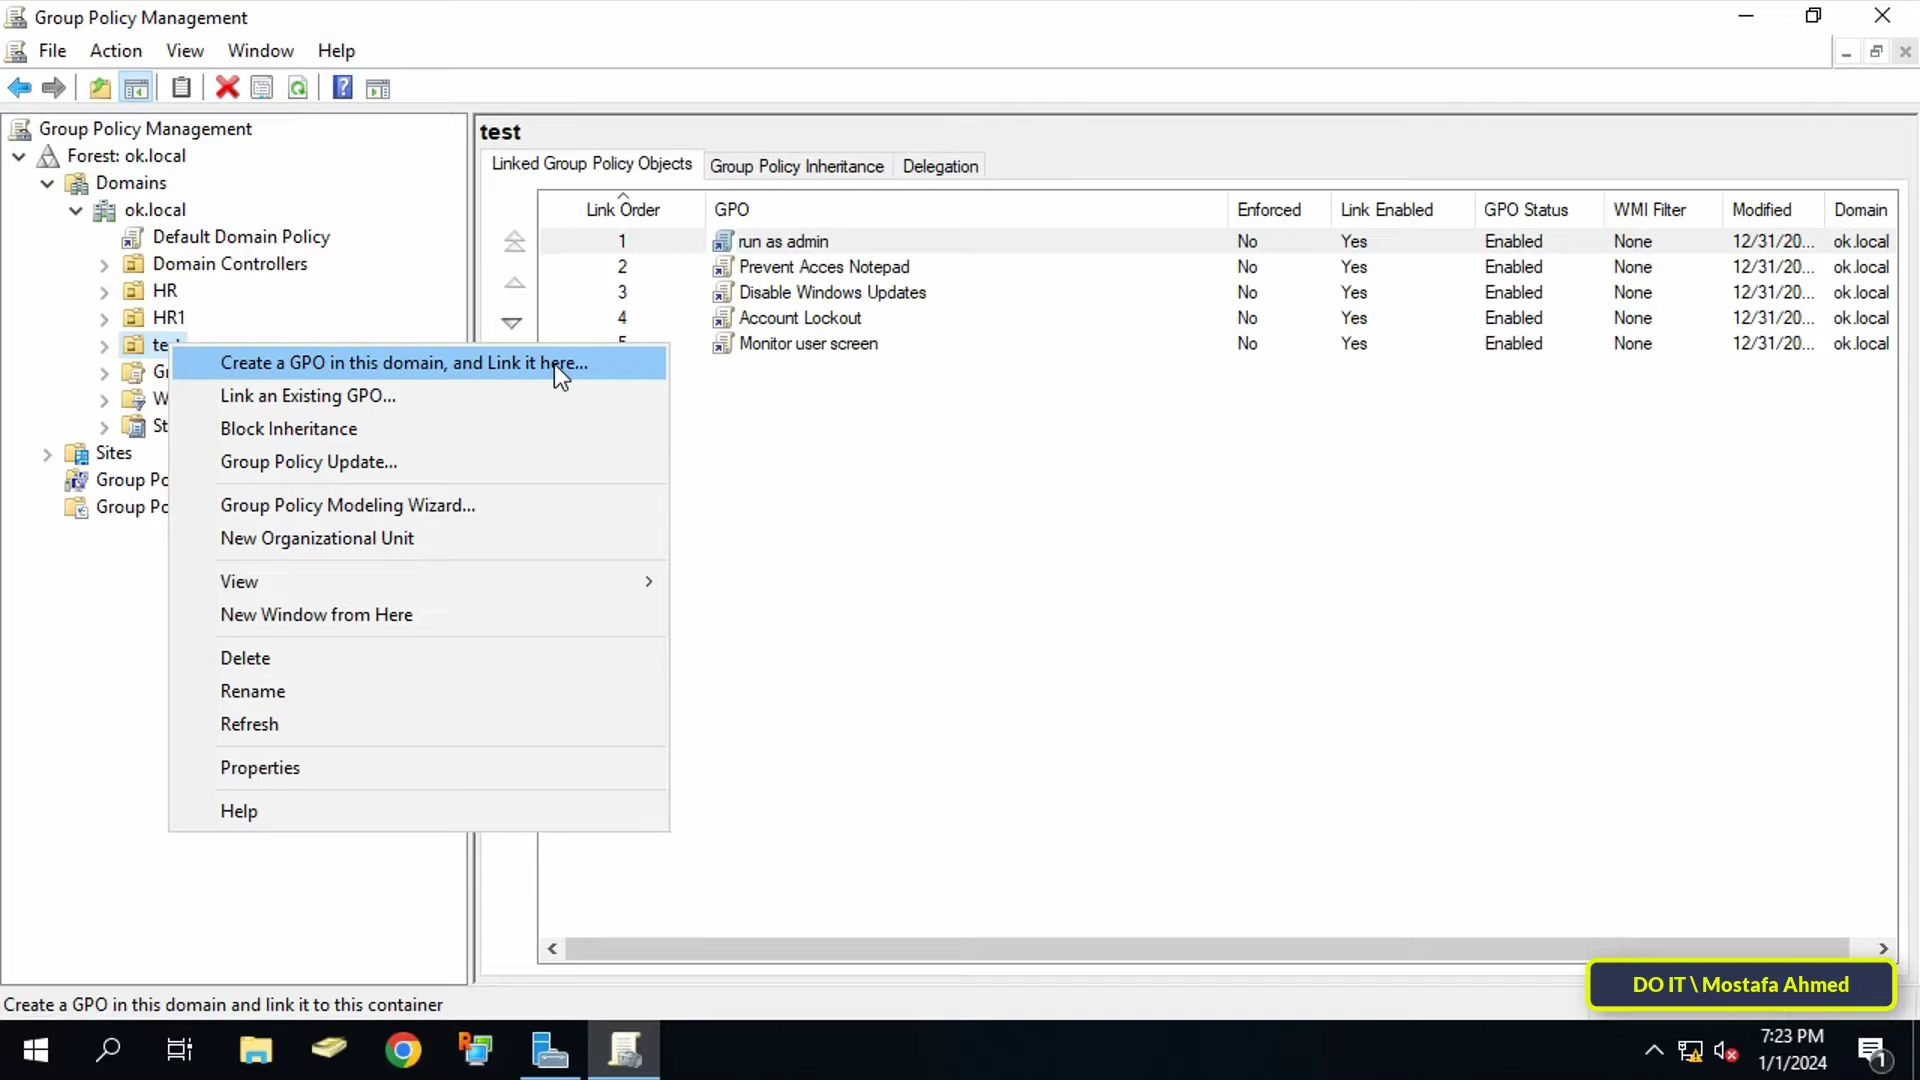 Group Policy Management
File Action View Window Help
Group Policy Management
Forest: ok.local
Domains
ok.local
Default Domain Policy
Domain Controllers
HR
HR1
Sites
test
Linked Group Policy Objects Group Policy Inheritance Delegation
Link Order GPO Enforced Link Enabled GPO Status WMI Filter Modified Domain
1 run as admin No Yes Enabled None 12/31/20... ok.local
2 Prevent Acces Notepad No Yes Enabled None 12/31/20... ok.local
3 Disable Windows Updates No Yes Enabled None 12/31/20... ok.local
4 Account Lockout No Yes Enabled None 12/31/20... ok.local
Monitor user screen No Yes Enabled None 12/31/20... ok.local
Create a GPO in this domain, and Link it here...
Link an Existing GPO...
Block Inheritance
Group Policy Update...
Group Policy Modeling Wizard...
New Organizational Unit
View
New Window from Here
Delete
Rename
Refresh
Properties
Help
Group Po
Group Po
DO IT \ Mostafa Ahmed
Create a GPO in this domain and link it to this container
7:23 PM
1/1/2024
1